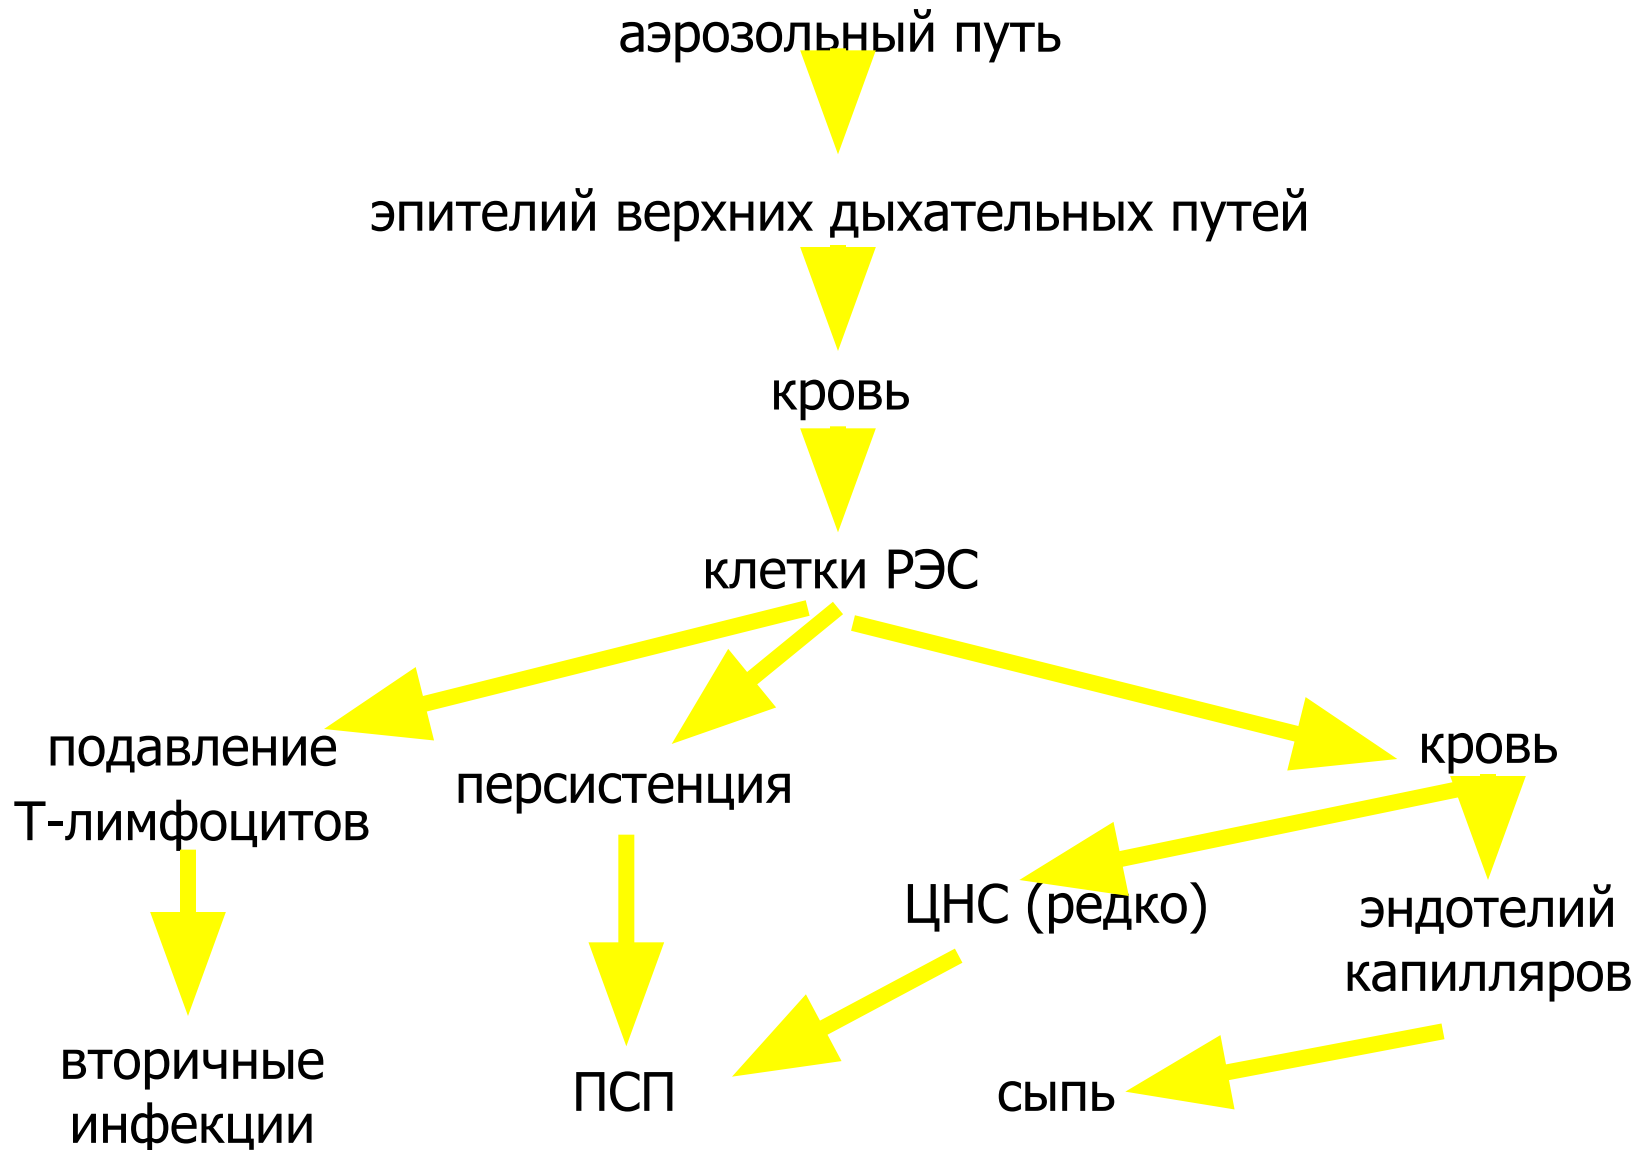 аэрозольный путь
эпителий верхних дыхательных путей
кровь
клетки РЭС
подавление
Т-лимфоцитов
персистенция
кровь
ЦНС (редко)
эндотелий
капилляров
вторичные
инфекции
ПСП
сыпь